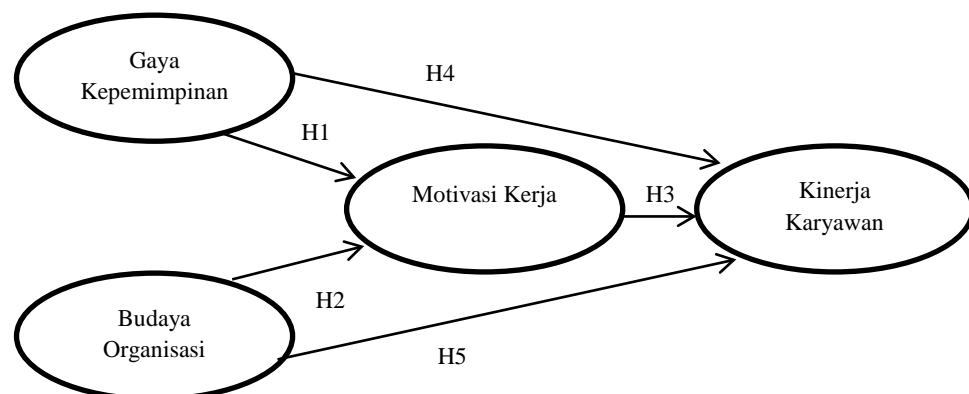 Gaya
Kepemimpinan
H4
H1
Motivasi Kerja
H3
Kinerja
Karyawan
H2
Budaya
Organisasi
H5